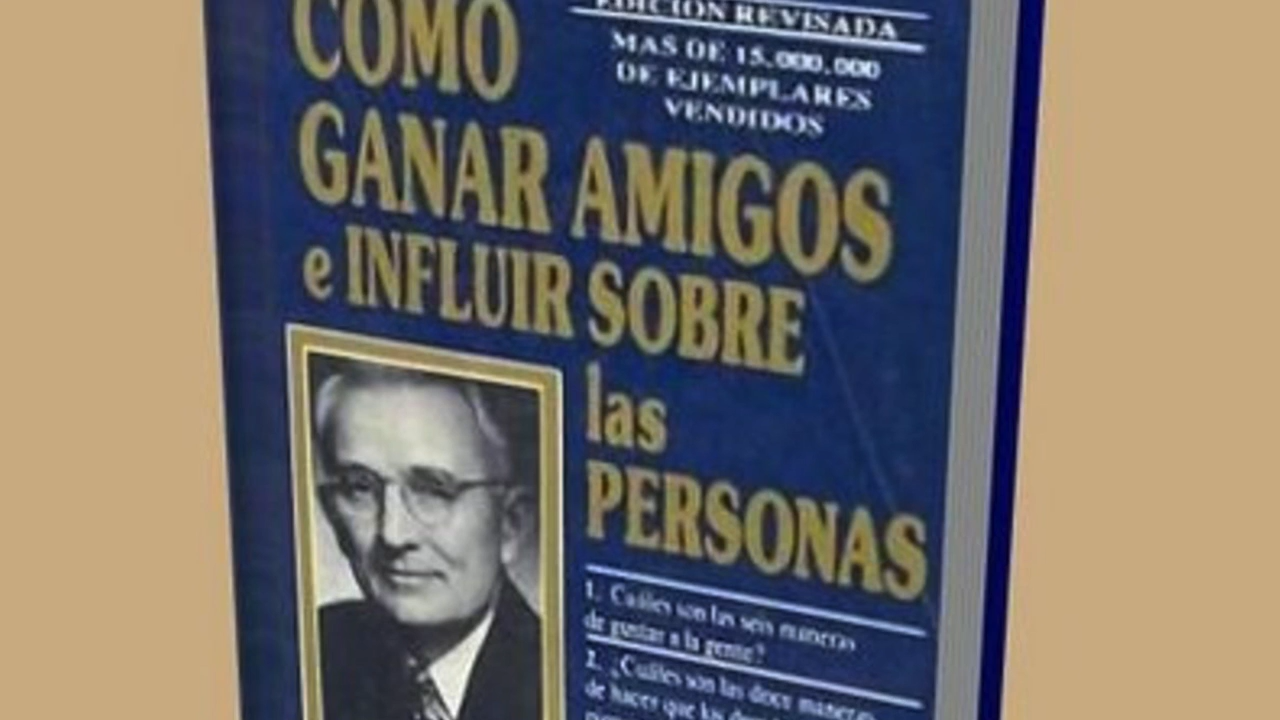 COMO
GANAR AMIGOS
e INFLUIR SOBRE
las
PERSONAS
EDICION REVISADA
MAS DE 15.000.000
DE EJEMPLARES
VENDIDOS
1. Cuáles son las seis maneras
de gustar a la gente?
2. ¿Cuáles son las doce maneras
de hacer que los